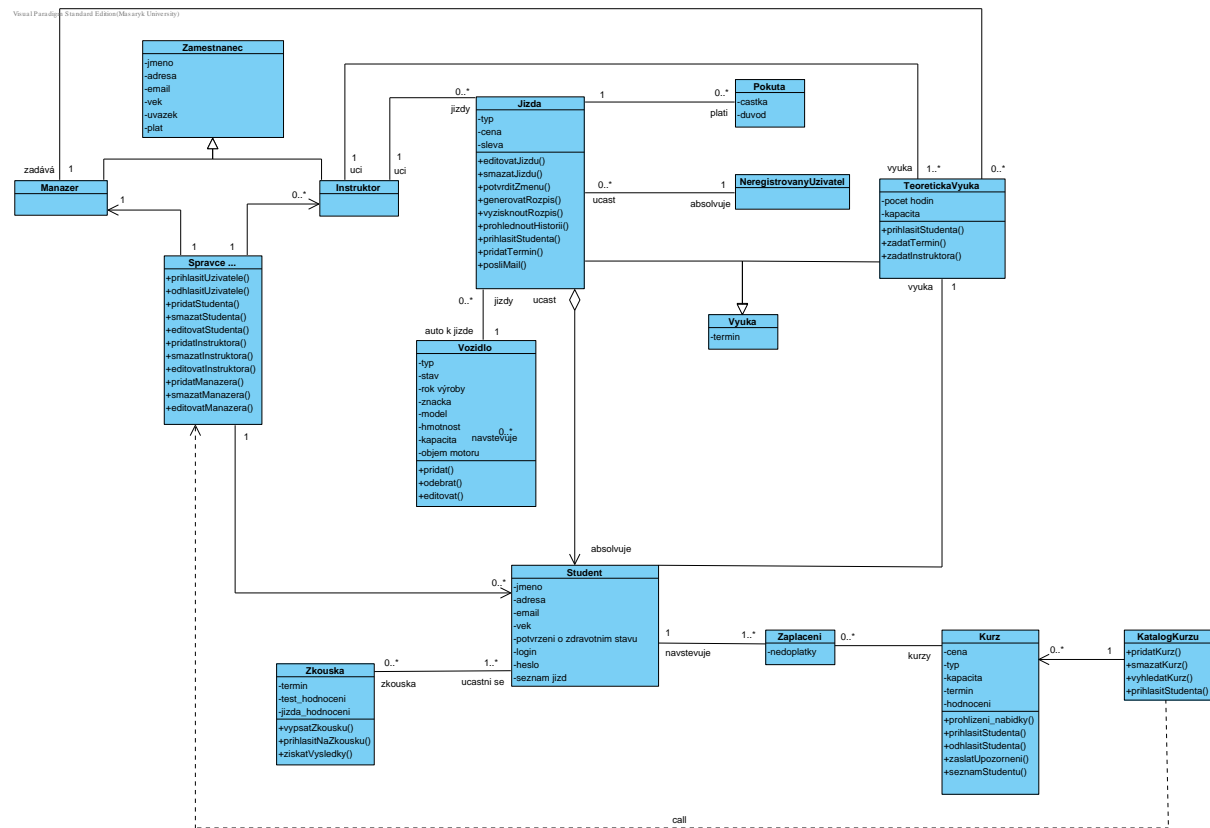 Visual Paradigm Standard Edition(Masaryk University)
Zamestnanec
-jmeno
-adresa
-email
-vek
-uvazek
-plat
zadává
1
Manazer
1
uci
1
uci
Instruktor
0..*
jizdy
Jizda
-typ
-cena
-sleva
+editovatJizdu()
+smazatJizdu()
+potvrditZmenu()
+generovatRozpis()
+vyzisknoutRozpis()
+prohlednoutHistorii()
+prihlasitStudenta()
+pridatTermin()
+posliMail()
1
0..*
plati
Pokuta
-castka
-duvod
0..*
ucast
1
absolvuje
NeregistrovanyUzivatel
vyuka
1..*
0..*
TeoretickaVyuka
-pocet hodin
-kapacita
+prihlasitStudenta()
+zadatTermin()
+zadatInstruktora()
vyuka
1
1
0..*
1
1
Spravce ...
+prihlasitUzivatele()
+odhlasitUzivatele()
+pridatStudenta()
+smazatStudenta()
+editovatStudenta()
+pridatInstruktora()
+smazatInstruktora()
+editovatInstruktora()
+pridatManazera()
+smazatManazera()
+editovatManazera()
1
0..*
jizdy
ucast
auto k jizde
1
Vyuka
-termin
Vozidlo
-typ
-stav
-rok výroby
-znacka
-model
-hmotnost
-kapacita
-objem motoru
+pridat()
+odebrat()
+editovat()
0..*
navstevuje
absolvuje
0..*
Student
-jmeno
-adresa
-email
-vek
-potvrzeni o zdravotnim stavu
-login
-heslo
-seznam jizd
1
navstevuje
1..*
Zaplaceni
-nedoplatky
0..*
kurzy
Kurz
-cena
-typ
-kapacita
-termin
-hodnoceni
+prohlizeni_nabidky()
+prihlasitStudenta()
+odhlasitStudenta()
+zaslatUpozorneni()
+seznamStudentu()
0..*
1
KatalogKurzu
+pridatKurz()
+smazatKurz()
+vyhledatKurz()
+prihlasitStudenta()
Zkouska
-termin
-test_hodnoceni
-jizda_hodnoceni
+vypsatZkousku()
+prihlasitNaZkousku()
+ziskatVysledky()
0..*
zkouska
1..*
ucastni se
call